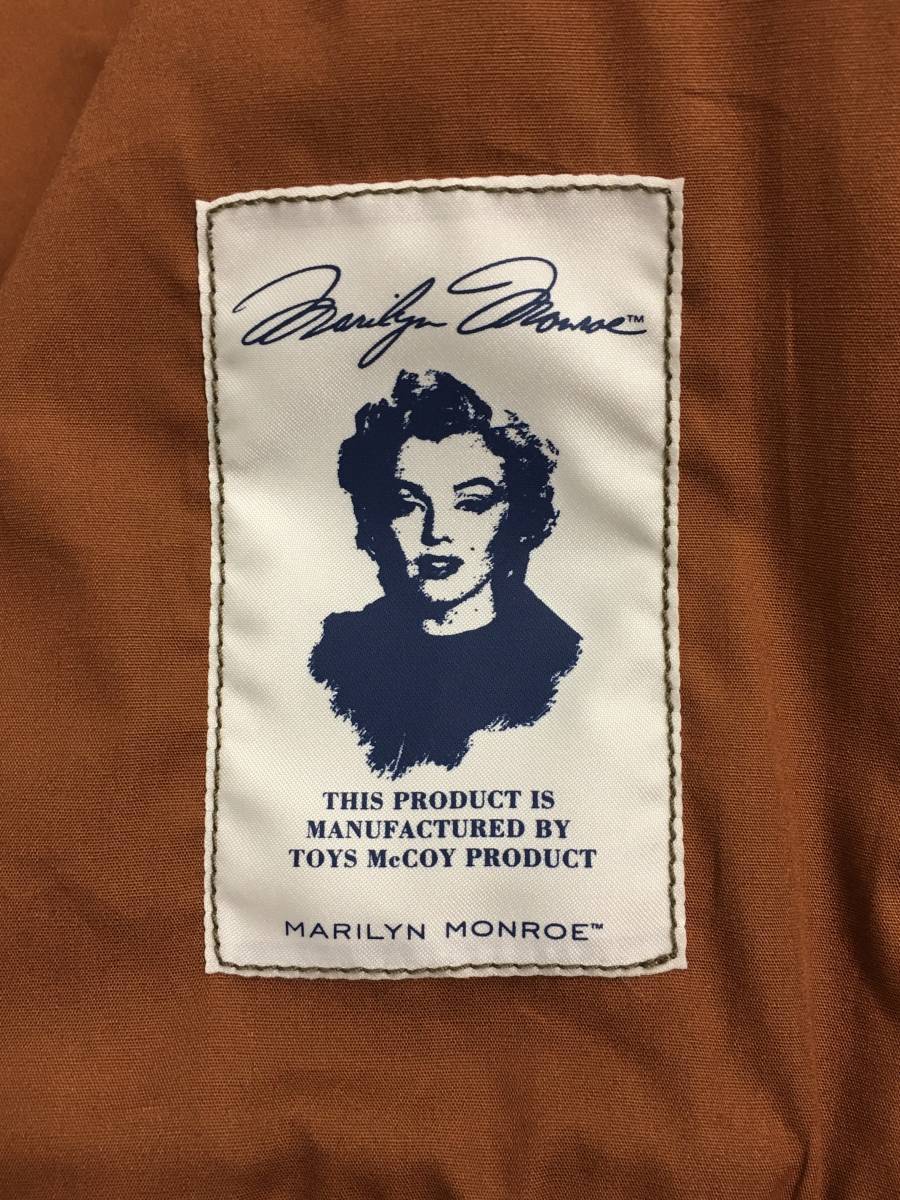 Marilyn Monroe™
THIS PRODUCT IS
MANUFACTURED BY
TOYS McCOY PRODUCT
MARILYN MONROE™